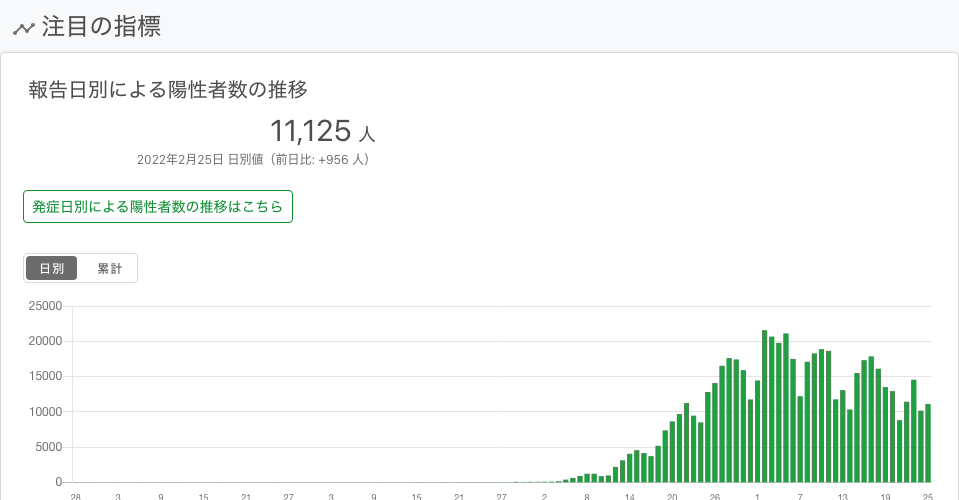 注目の指標
報告日別による陽性者数の推移
11,125 人
2022年2月25日 日別値（前日比: +956 人）
発症日別による陽性者数の推移はこちら
日別 累計
25000
20000
15000
10000
5000
0
28 3 9 15 21 27 3 9 15 21 27 2 8 14 20 26 1 7 13 19 25